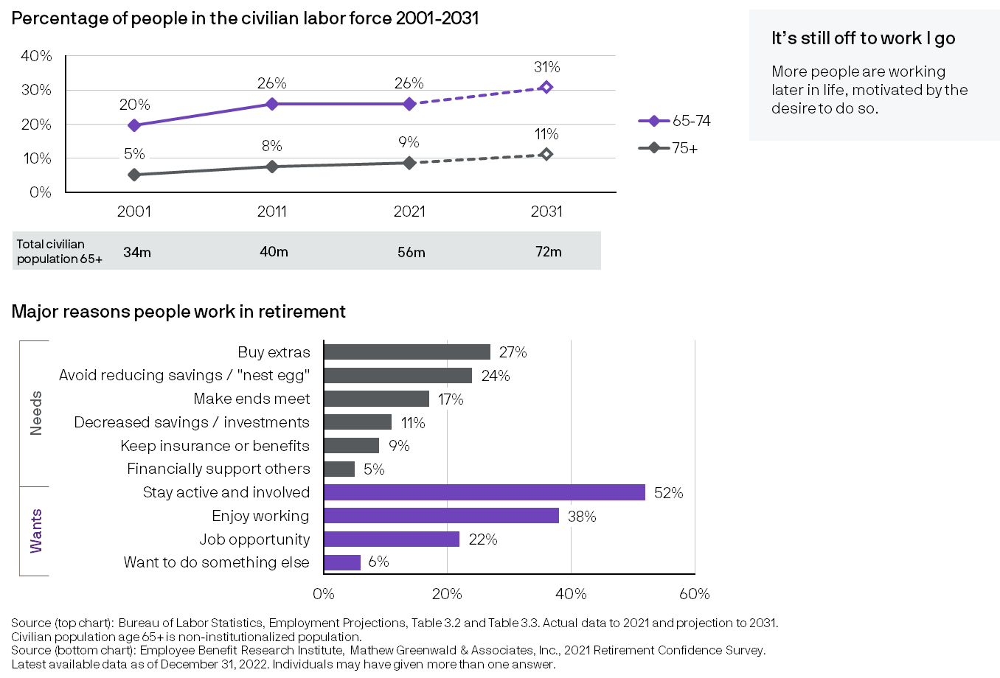 Percentage of people in the civilian labor force 2001-2031
It's still off to work I go
More people are working
later in life, motivated by the
desire to do so.
40%
30%
20%
10%
0%
20%
26%
26%
31%
5%
8%
9%
11%
65-74
75+
2001
2011
2021
2031
Total civilian
population 65+
34m
40m
56m
72m
Major reasons people work in retirement
Needs
Buy extras
27%
Avoid reducing savings / "nest egg"
24%
Make ends meet
17%
Decreased savings / investments
11%
Keep insurance or benefits
9%
Financially support others
5%
Wants
Stay active and involved
52%
Enjoy working
38%
Job opportunity
22%
Want to do something else
6%
0%
20%
40%
60%
Source (top chart): Bureau of Labor Statistics, Employment Projections, Table 3.2 and Table 3.3. Actual data to 2021 and projection to 2031.
Civilian population age 65+ is non-institutionalized population.
Source (bottom chart): Employee Benefit Research Institute, Mathew Greenwald & Associates, Inc., 2021 Retirement Confidence Survey.
Latest available data as of December 31, 2022. Individuals may have given more than one answer.